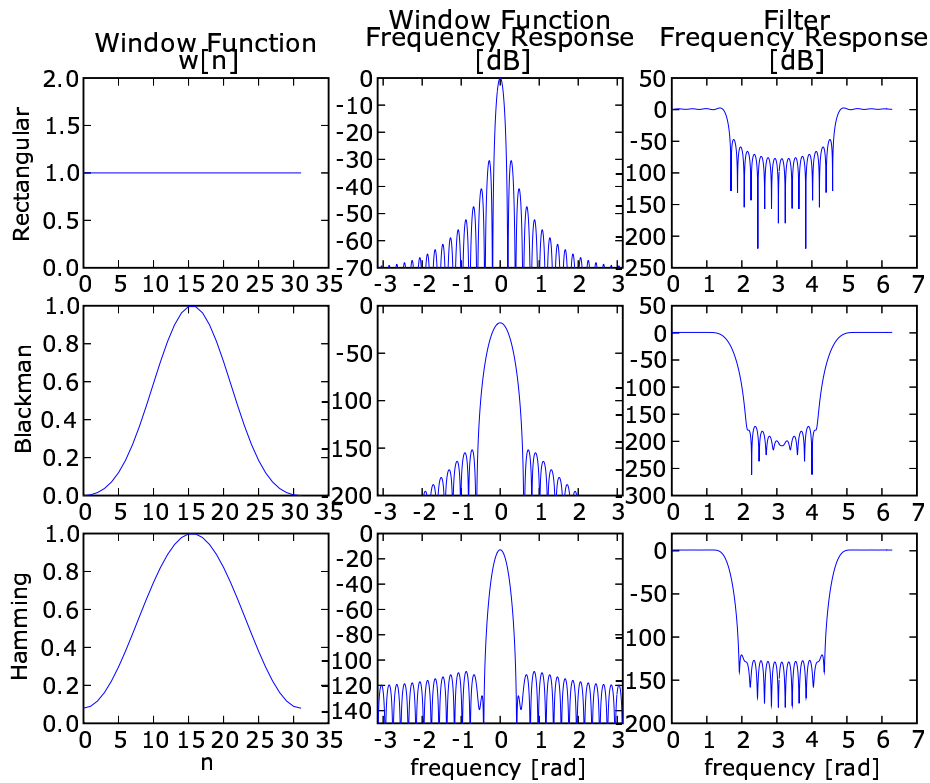 Window Function
w[n]
Window Function
Frequency Response
[dB]
Filter
Frequency Response
[dB]
Rectangular
2.0
1.5
1.0
0.5
0.0
0 5 10 15 20 25 30 35
0
-10
-20
-30
-40
-50
-60
-70
-3 -2 -1 0 1 2 3
50
0
-50
100
150
200
250
0 1 2 3 4 5 6 7
Blackman
1.0
0.8
0.6
0.4
0.2
0.0
0 5 10 15 20 25 30 35
0
-50
100
150
200
-3 -2 -1 0 1 2 3
50
0
-50
100
150
200
250
300
0 1 2 3 4 5 6 7
Hamming
1.0
0.8
0.6
0.4
0.2
0.0
0 5 10 15 20 25 30 35
n
0
-20
-40
-60
-80
100
120
140
-3 -2 -1 0 1 2 3
frequency [rad]
0
-50
100
150
200
0 1 2 3 4 5 6 7
frequency [rad]